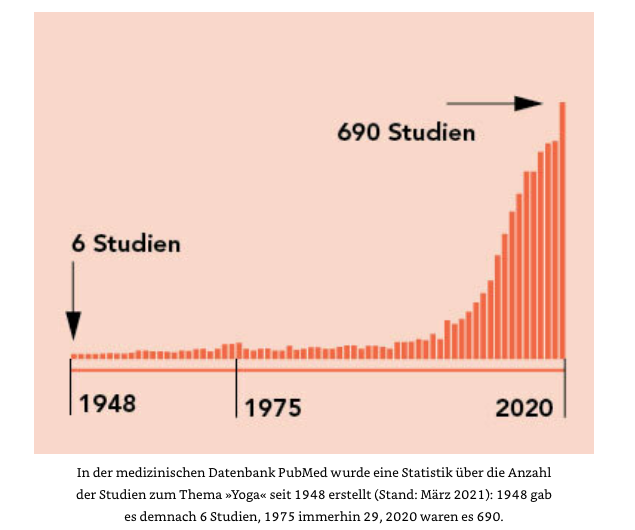 690 Studien
6 Studien
1948
1975
2020
In der medizinischen Datenbank PubMed wurde eine Statistik über die Anzahl
der Studien zum Thema »Yoga« seit 1948 erstellt (Stand: März 2021): 1948 gab
es demnach 6 Studien, 1975 immerhin 29, 2020 waren es 690.